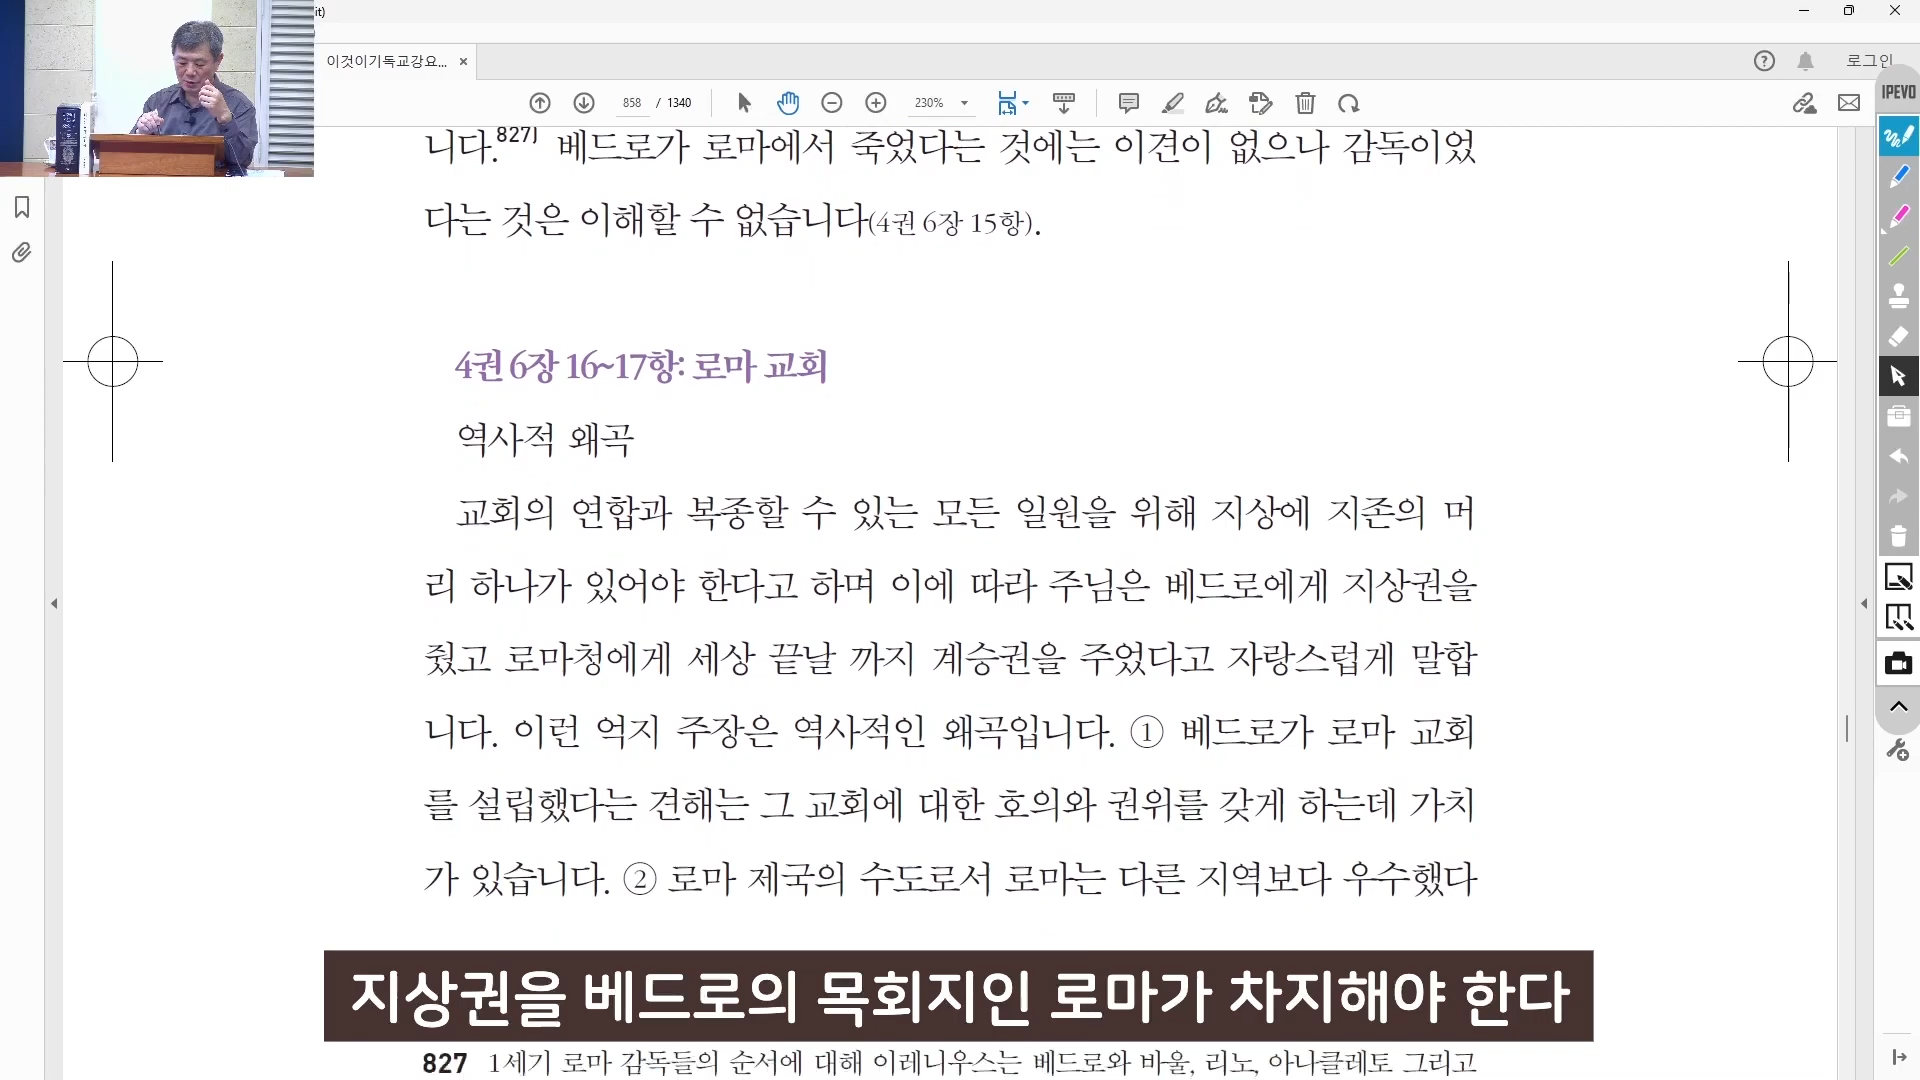 it)
이것이기독교강요...
로그인
858 / 1340
230%
IPEVO
니다.827) 베드로가 로마에서 죽었다는 것에는 이견이 없으나 감독이었
다는 것은 이해할 수 없습니다(4권 6장 15항).
4권 6장 16~17항: 로마 교회
역사적 왜곡
교회의 연합과 복종할 수 있는 모든 일원을 위해 지상에 지존의 머
리 하나가 있어야 한다고 하며 이에 따라 주님은 베드로에게 지상권을
줬고 로마청에게 세상 끝날 까지 계승권을 주었다고 자랑스럽게 말합
니다. 이런 억지 주장은 역사적인 왜곡입니다. ① 베드로가 로마 교회
를 설립했다는 견해는 그 교회에 대한 호의와 권위를 갖게 하는데 가치
가 있습니다. ② 로마 제국의 수도로서 로마는 다른 지역보다 우수했다
지상권을 베드로의 목회지인 로마가 차지해야 한다
827 1세기 로마 감독들의 순서에 대해 이레니우스는 베드로와 바울, 리노, 아나클레토 그리고